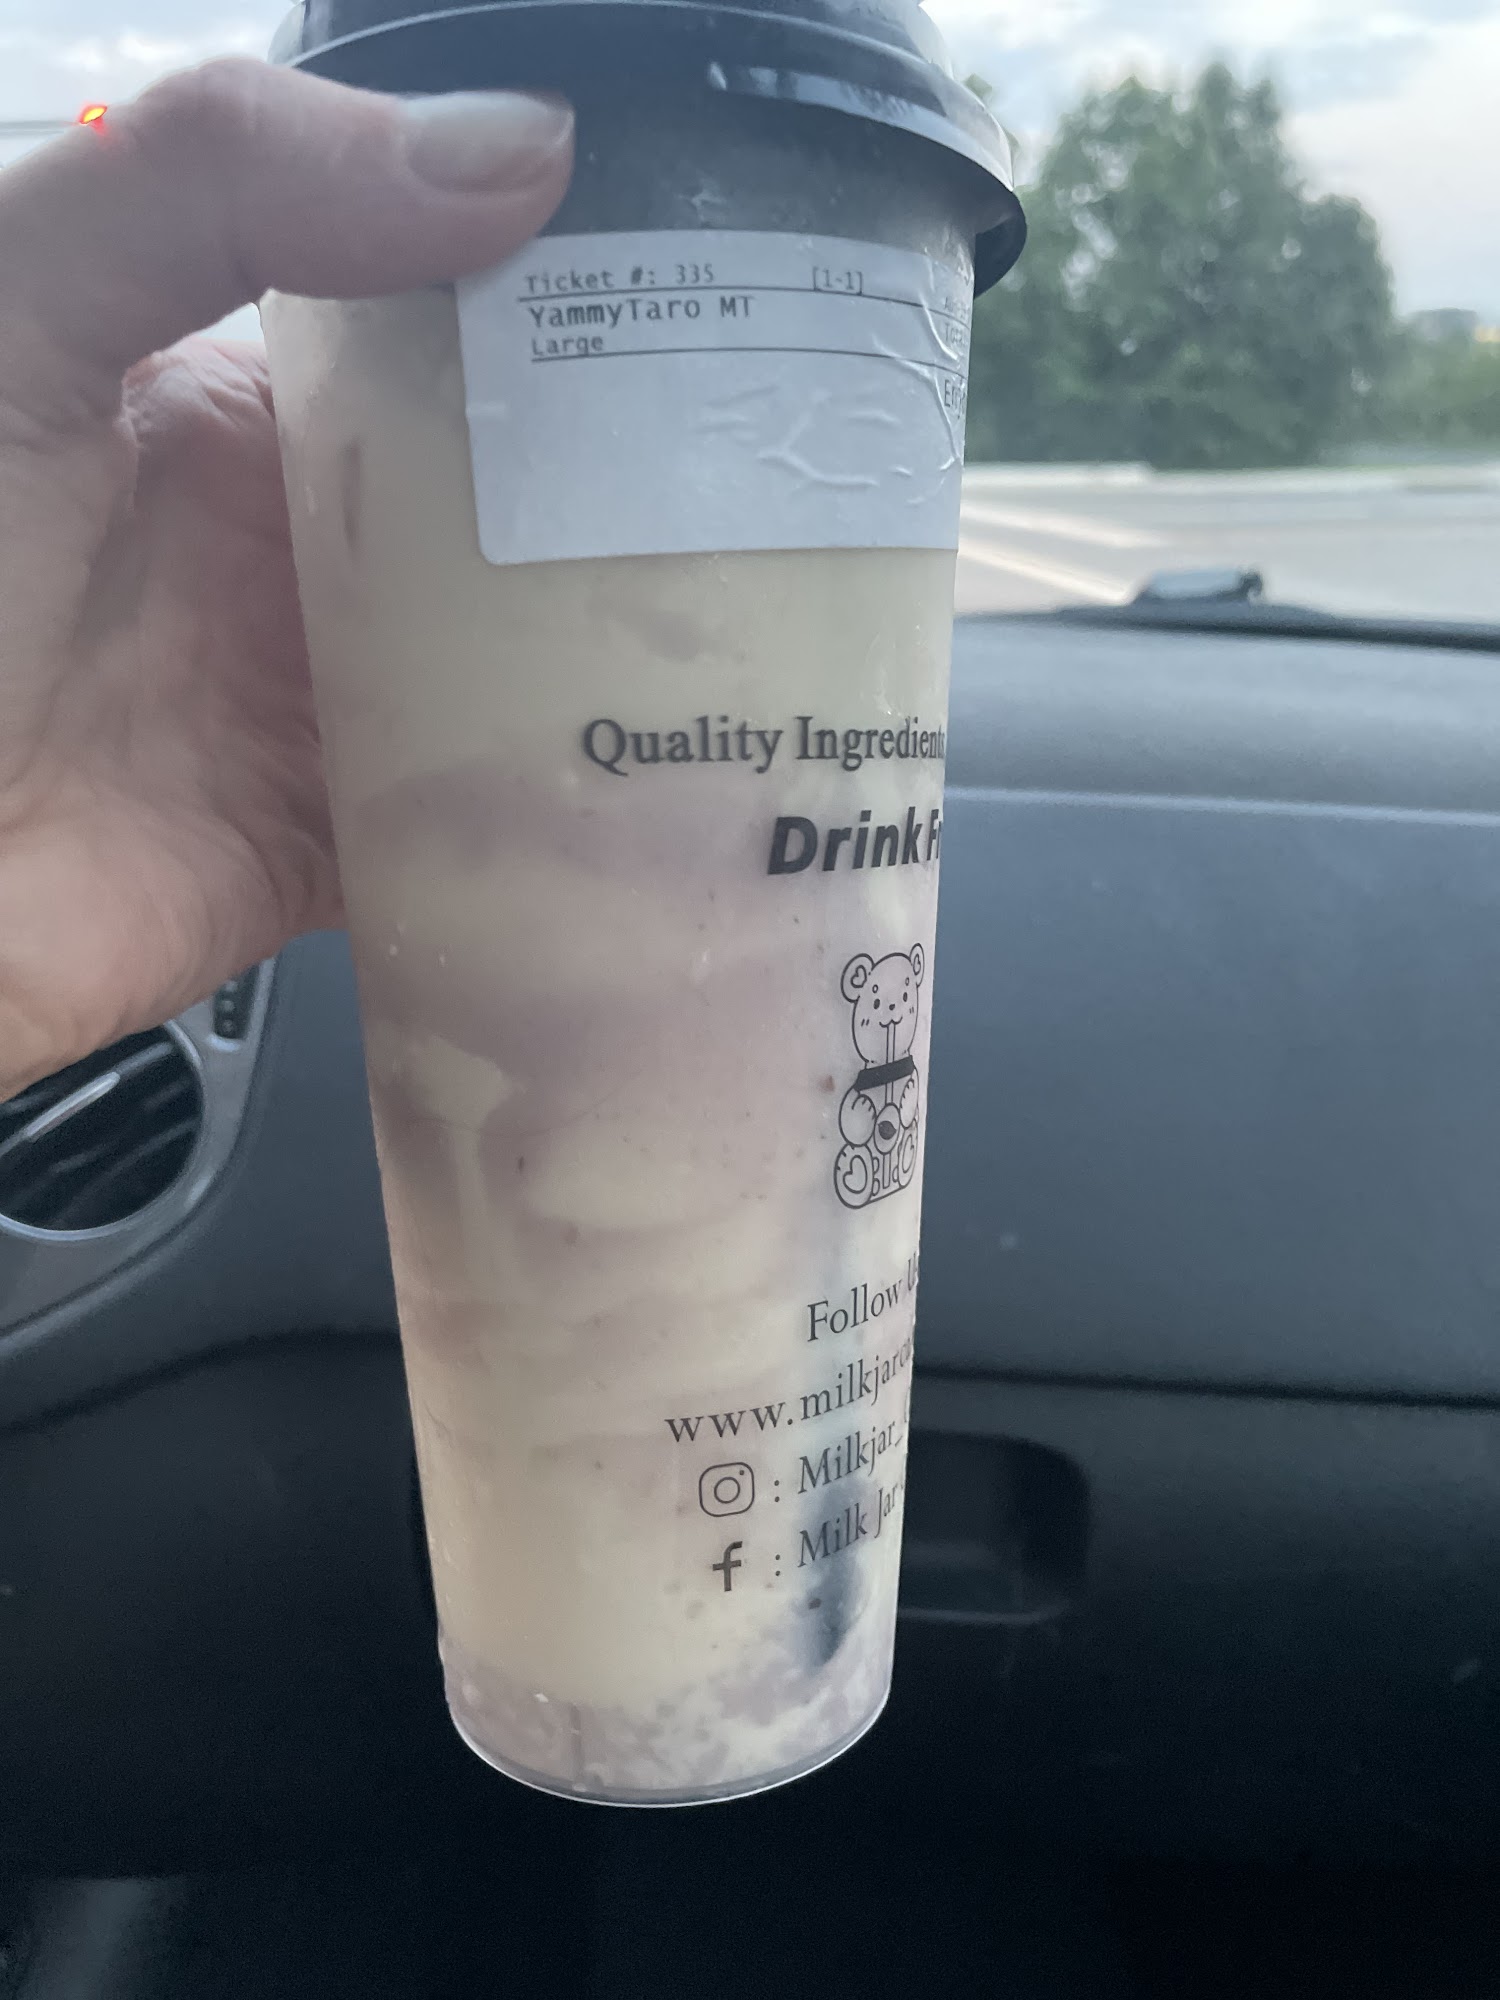 Ticket #: 335 [1-1]
YammyTaro MT
Large
Quality Ingredients
Drink
Follow
www.milkjar
: Milkjar_
: Milk Jar